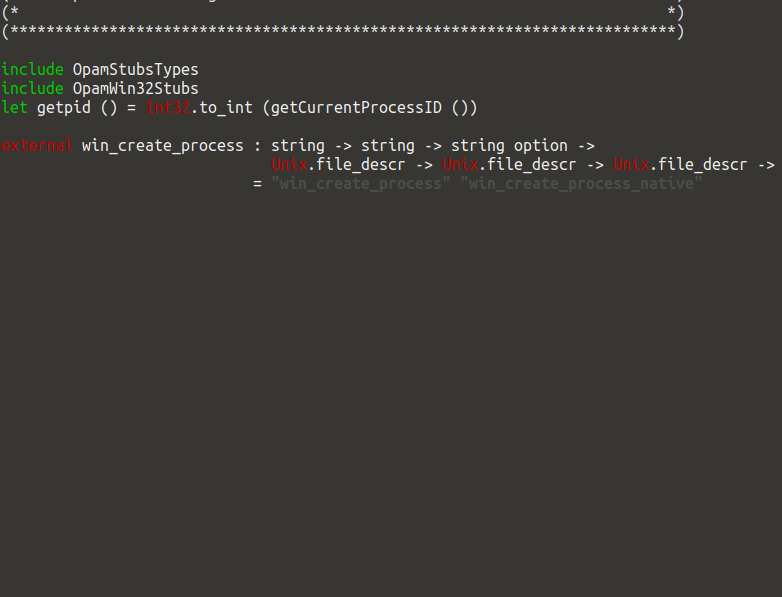 (*                                                                        *)
(**************************************************************************)
include OpamStubsTypes
include OpamWin32Stubs
let getpid () = Int32.to_int (getCurrentProcessID ())
external win_create_process : string -> string -> string option ->
                              Unix.file_descr -> Unix.file_descr -> Unix.file_descr ->
                            = "win_create_process" "win_create_process_native"